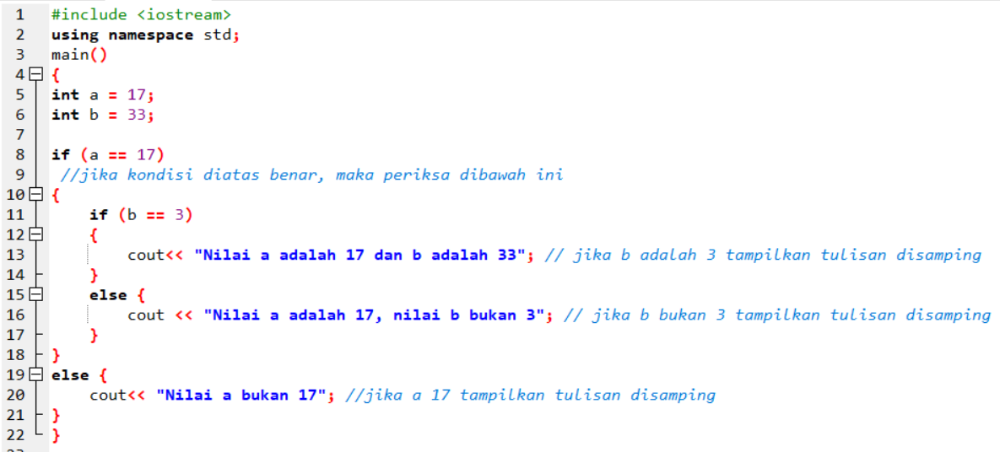 1 #include <iostream>
2 using namespace std;
3 main()
4 {
5 int a = 17;
6 int b = 33;
7
8 if (a == 17)
9 //jika kondisi diatas benar, maka periksa dibawah ini
10 {
11 if (b == 3)
12 {
13 cout<< "Nilai a adalah 17 dan b adalah 33"; // jika b adalah 3 tampilkan tulisan disamping
14 }
15 else {
16 cout << "Nilai a adalah 17, nilai b bukan 3"; // jika b bukan 3 tampilkan tulisan disamping
17 }
18 }
19 else {
20 cout<< "Nilai a bukan 17"; //jika a 17 tampilkan tulisan disamping
21 }
22 }